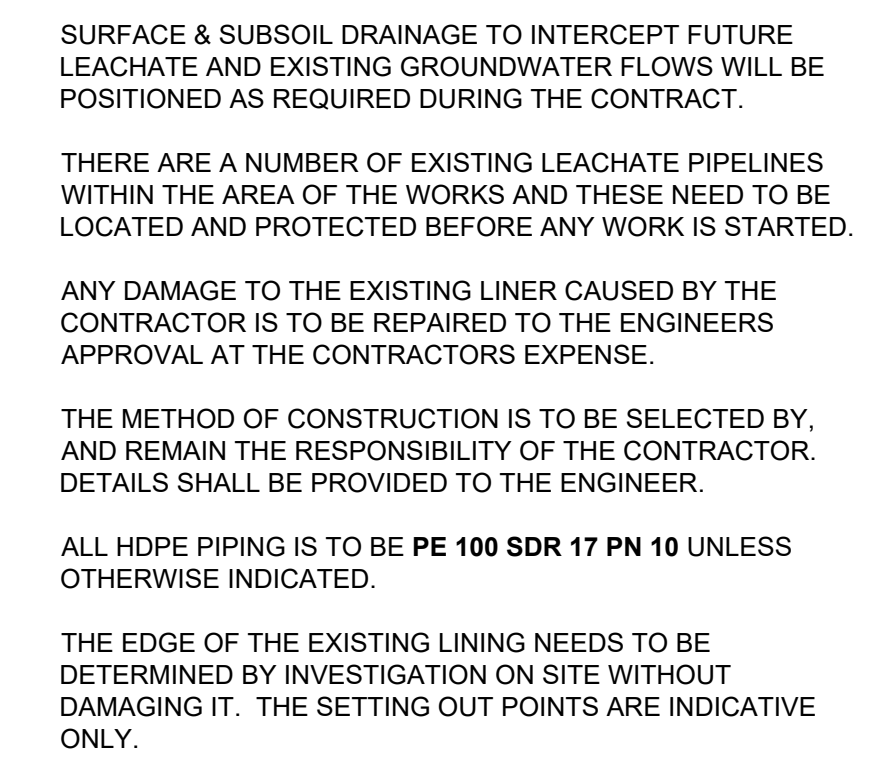 SURFACE & SUBSOIL DRAINAGE TO INTERCEPT FUTURE
LEACHATE AND EXISTING GROUNDWATER FLOWS WILL BE
POSITIONED AS REQUIRED DURING THE CONTRACT.
THERE ARE A NUMBER OF EXISTING LEACHATE PIPELINES
WITHIN THE AREA OF THE WORKS AND THESE NEED TO BE
LOCATED AND PROTECTED BEFORE ANY WORK IS STARTED.
ANY DAMAGE TO THE EXISTING LINER CAUSED BY THE
CONTRACTOR IS TO BE REPAIRED TO THE ENGINEERS
APPROVAL AT THE CONTRACTORS EXPENSE.
THE METHOD OF CONSTRUCTION IS TO BE SELECTED BY,
AND REMAIN THE RESPONSIBILITY OF THE CONTRACTOR.
DETAILS SHALL BE PROVIDED TO THE ENGINEER.
ALL HDPE PIPING IS TO BE PE 100 SDR 17 PN 10 UNLESS
OTHERWISE INDICATED.
THE EDGE OF THE EXISTING LINING NEEDS TO BE
DETERMINED BY INVESTIGATION ON SITE WITHOUT
DAMAGING IT.  THE SETTING OUT POINTS ARE INDICATIVE
ONLY.